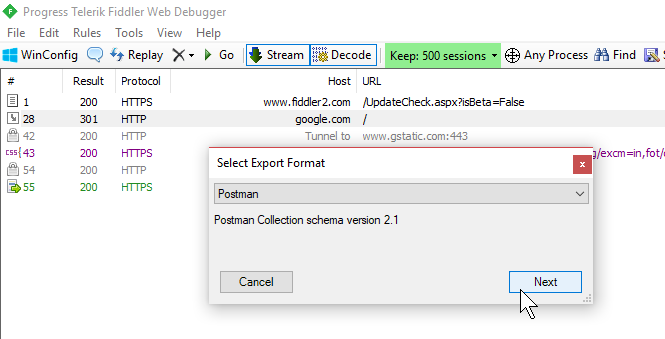 Progress Telerik Fiddler Web Debugger
File Edit Rules Tools View Help
WinConfig Replay Go Stream Decode Keep: 500 sessions Any Process Find
# Result Protocol Host URL
1 200 HTTPS www.fiddler2.com /UpdateCheck.aspx?isBeta=False
28 301 HTTP google.com /
42 200 HTTP Tunnel to www.gstatic.com:443
43 200 HTTPS g/excm=in,fot/
54 200 HTTP
55 200 HTTPS
Select Export Format
Postman
Postman Collection schema version 2.1
Cancel Next